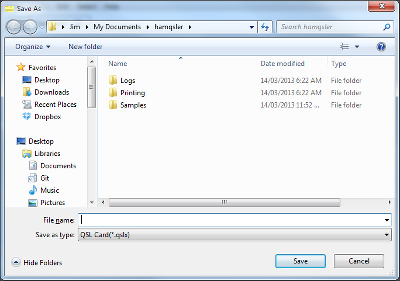 Save As
Jim ▸ My Documents ▸ hamqsler ▸
Search hamqsler
Organize New folder
Name Date modified Type
Favorites
Desktop
Downloads
Recent Places
Dropbox
Desktop
Libraries
Documents
Git
Music
Pictures
Logs 14/03/2013 6:22 AM File folder
Printing 14/03/2013 6:22 AM File folder
Samples 14/03/2013 11:52 ... File folder
File name:
Save as type: QSL Card(*.qslx)
Hide Folders Save Cancel